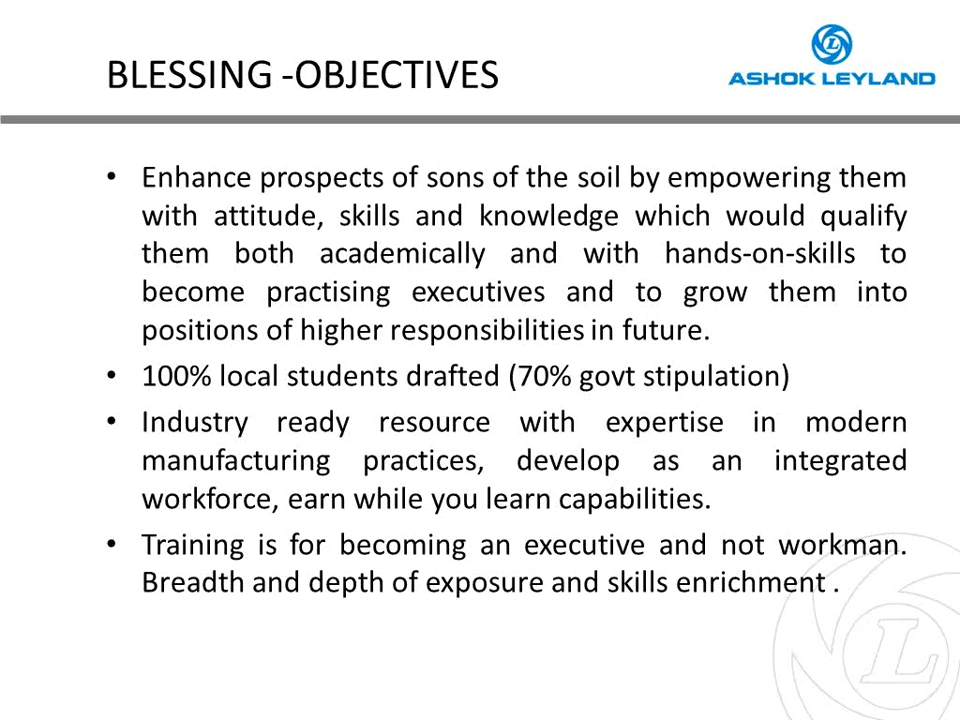 BLESSING -OBJECTIVES
L
ASHOK LEYLAND
• Enhance prospects of sons of the soil by empowering them
with attitude, skills and knowledge which would qualify
them both academically and with hands-on-skills to
become practising executives and to grow them into
positions of higher responsibilities in future.
• 100% local students drafted (70% govt stipulation)
• Industry ready resource with expertise in modern
manufacturing practices, develop as an integrated
workforce, earn while you learn capabilities.
• Training is for becoming an executive and not workman.
Breadth and depth of exposure and skills enrichment .
L